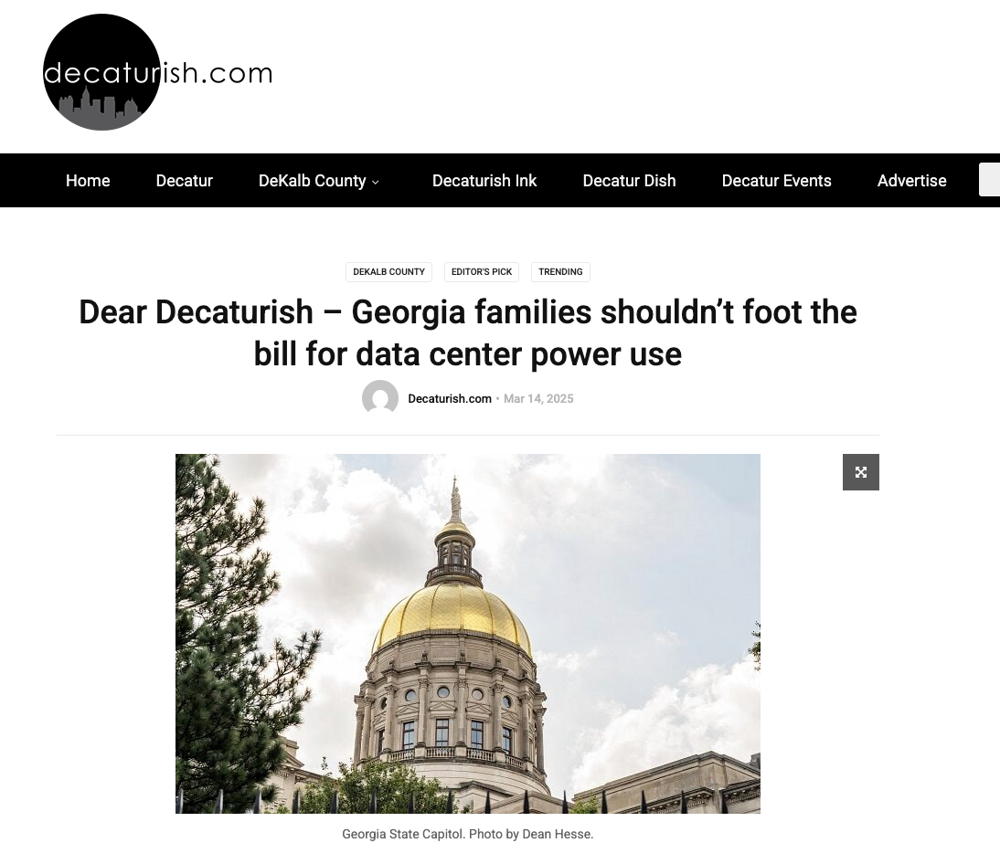 decaturish.com
Home Decatur DeKalb County Decaturish Ink Decatur Dish Decatur Events Advertise
DEKALB COUNTY EDITOR'S PICK TRENDING
Dear Decaturish – Georgia families shouldn’t foot the
bill for data center power use
Decaturish.com • Mar 14, 2025
Georgia State Capitol. Photo by Dean Hesse.